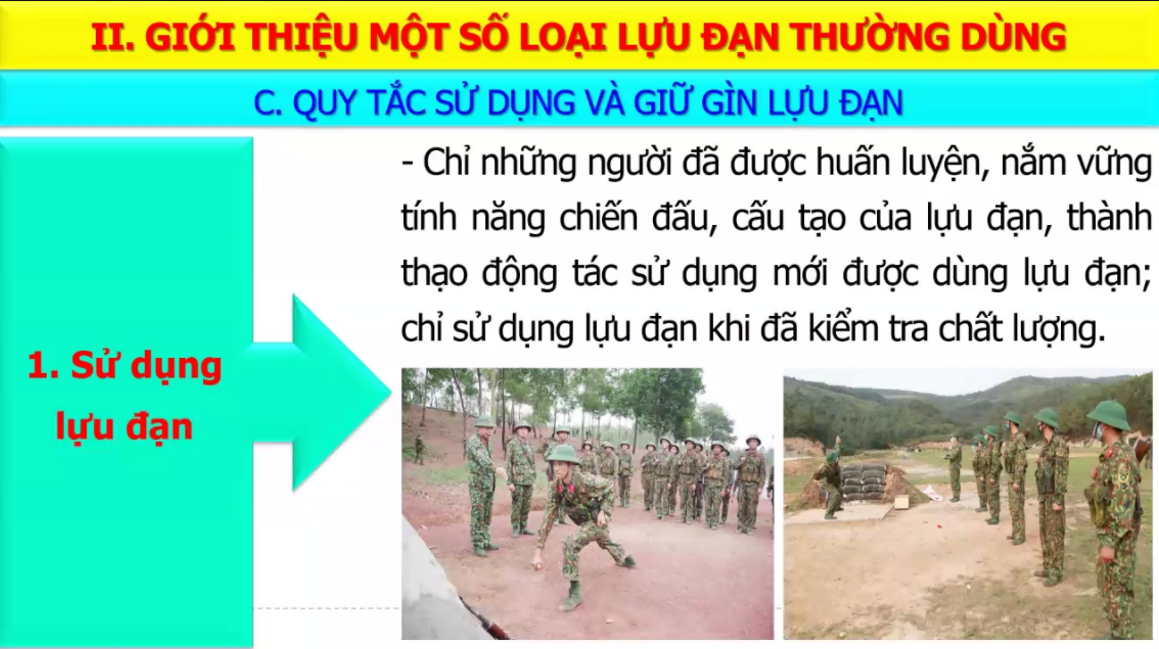 II. GIỚI THIỆU MỘT SỐ LOẠI LỰU ĐẠN THƯỜNG DÙNG
C. QUY TẮC SỬ DỤNG VÀ GIỮ GÌN LỰU ĐẠN
1. Sử dụng
lựu đạn
- Chỉ những người đã được huấn luyện, nắm vững
tính năng chiến đấu, cấu tạo của lựu đạn, thành
thạo động tác sử dụng mới được dùng lựu đạn;
chỉ sử dụng lựu đạn khi đã kiểm tra chất lượng.